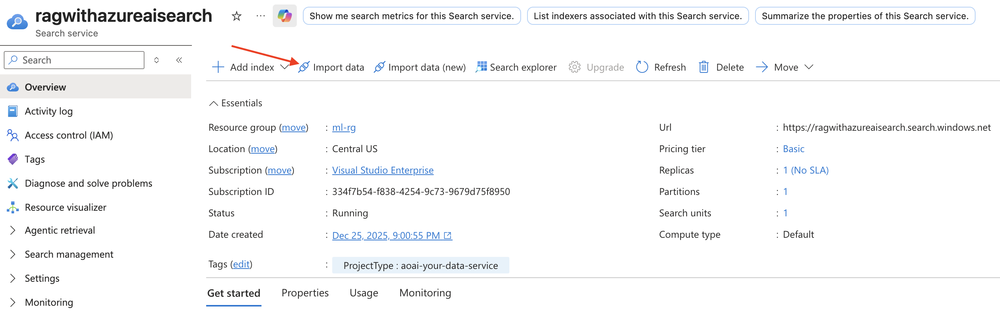 ragwithazureaisearch
Search service
Show me search metrics for this Search service.
List indexers associated with this Search service.
Summarize the properties of this Search service.
Search
Overview
Activity log
Access control (IAM)
Tags
Diagnose and solve problems
Resource visualizer
Agentic retrieval
Search management
Settings
Monitoring
Add index
Import data
Import data (new)
Search explorer
Upgrade
Refresh
Delete
Move
Essentials
Resource group (move) : ml-rg
Location (move) : Central US
Subscription (move) : Visual Studio Enterprise
Subscription ID : 334f7b54-f838-4254-9c73-9679d75f8950
Status : Running
Date created : Dec 25, 2025, 9:00:55 PM
Tags (edit) : ProjectType : aoai-your-data-service
Url : https://ragwithazureaisearch.search.windows.net
Pricing tier : Basic
Replicas : 1 (No SLA)
Partitions : 1
Search units : 1
Compute type : Default
Get started
Properties
Usage
Monitoring